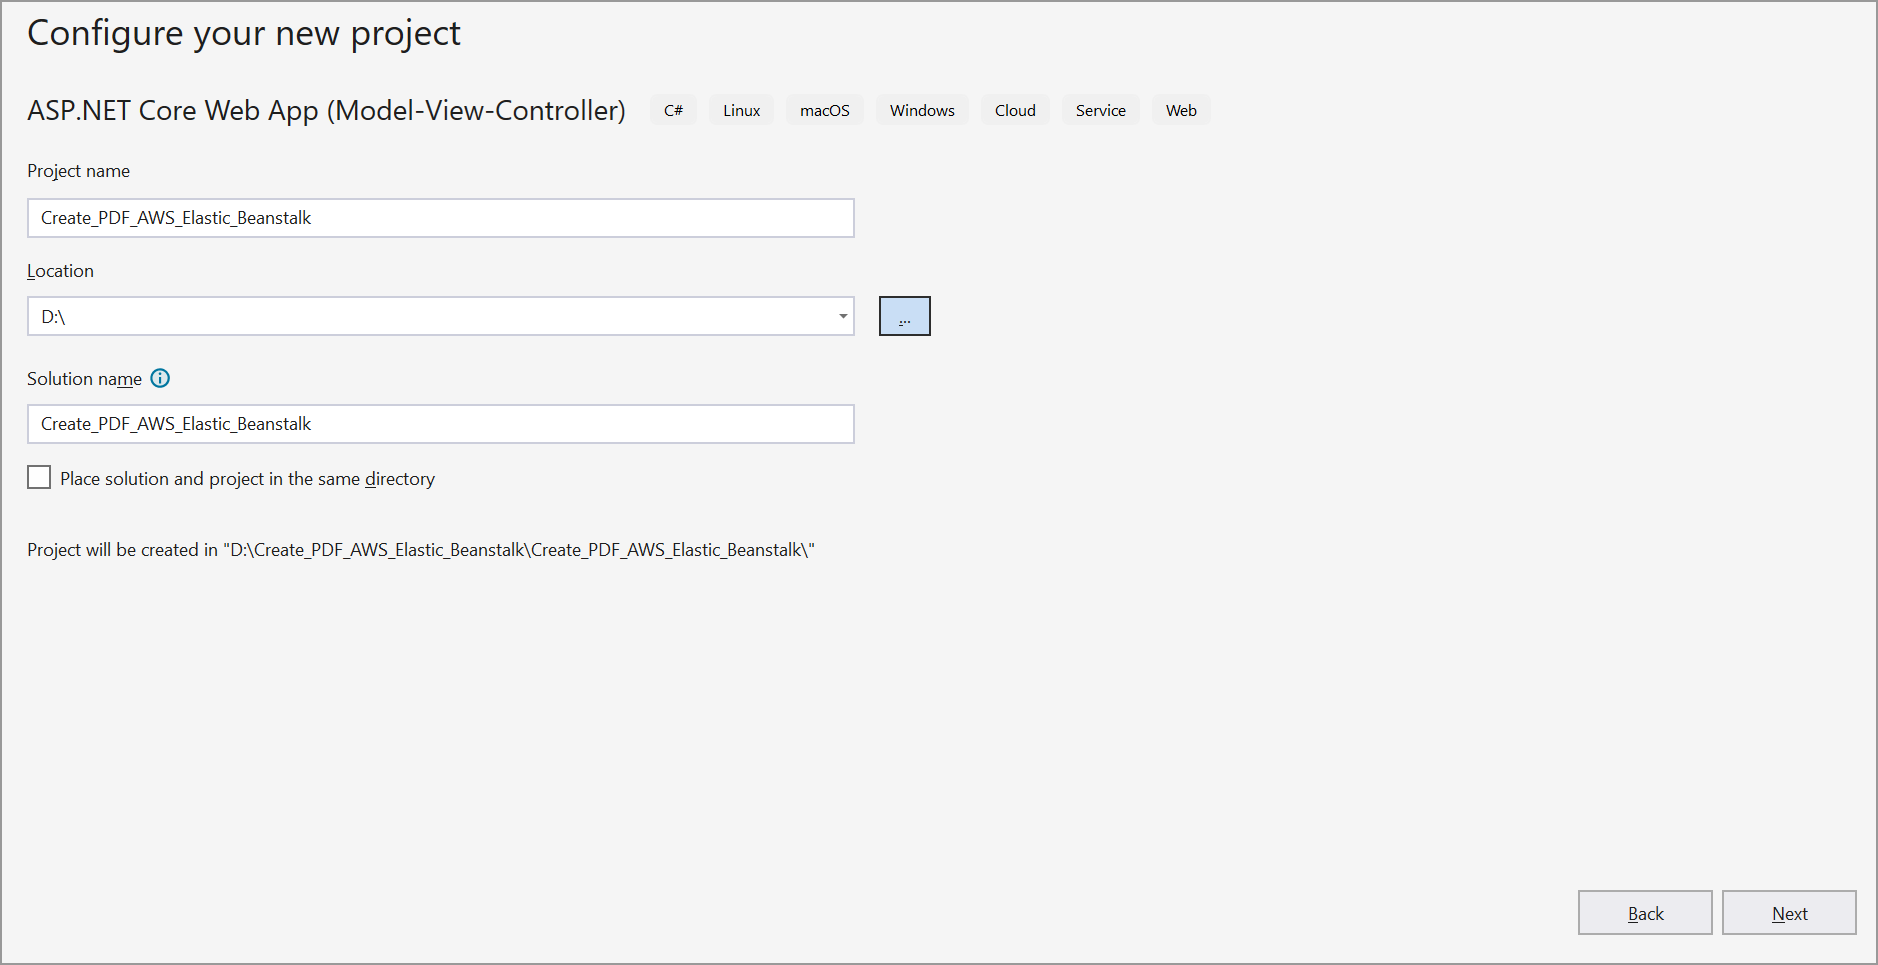 Configure your new project
ASP.NET Core Web App (Model-View-Controller) C# Linux macOS Windows Cloud Service Web
Project name
Create_PDF_AWS_Elastic_Beanstalk
Location
D:\
...
Solution name
Create_PDF_AWS_Elastic_Beanstalk
Place solution and project in the same directory
Project will be created in "D:\Create_PDF_AWS_Elastic_Beanstalk\Create_PDF_AWS_Elastic_Beanstalk\"
Back Next